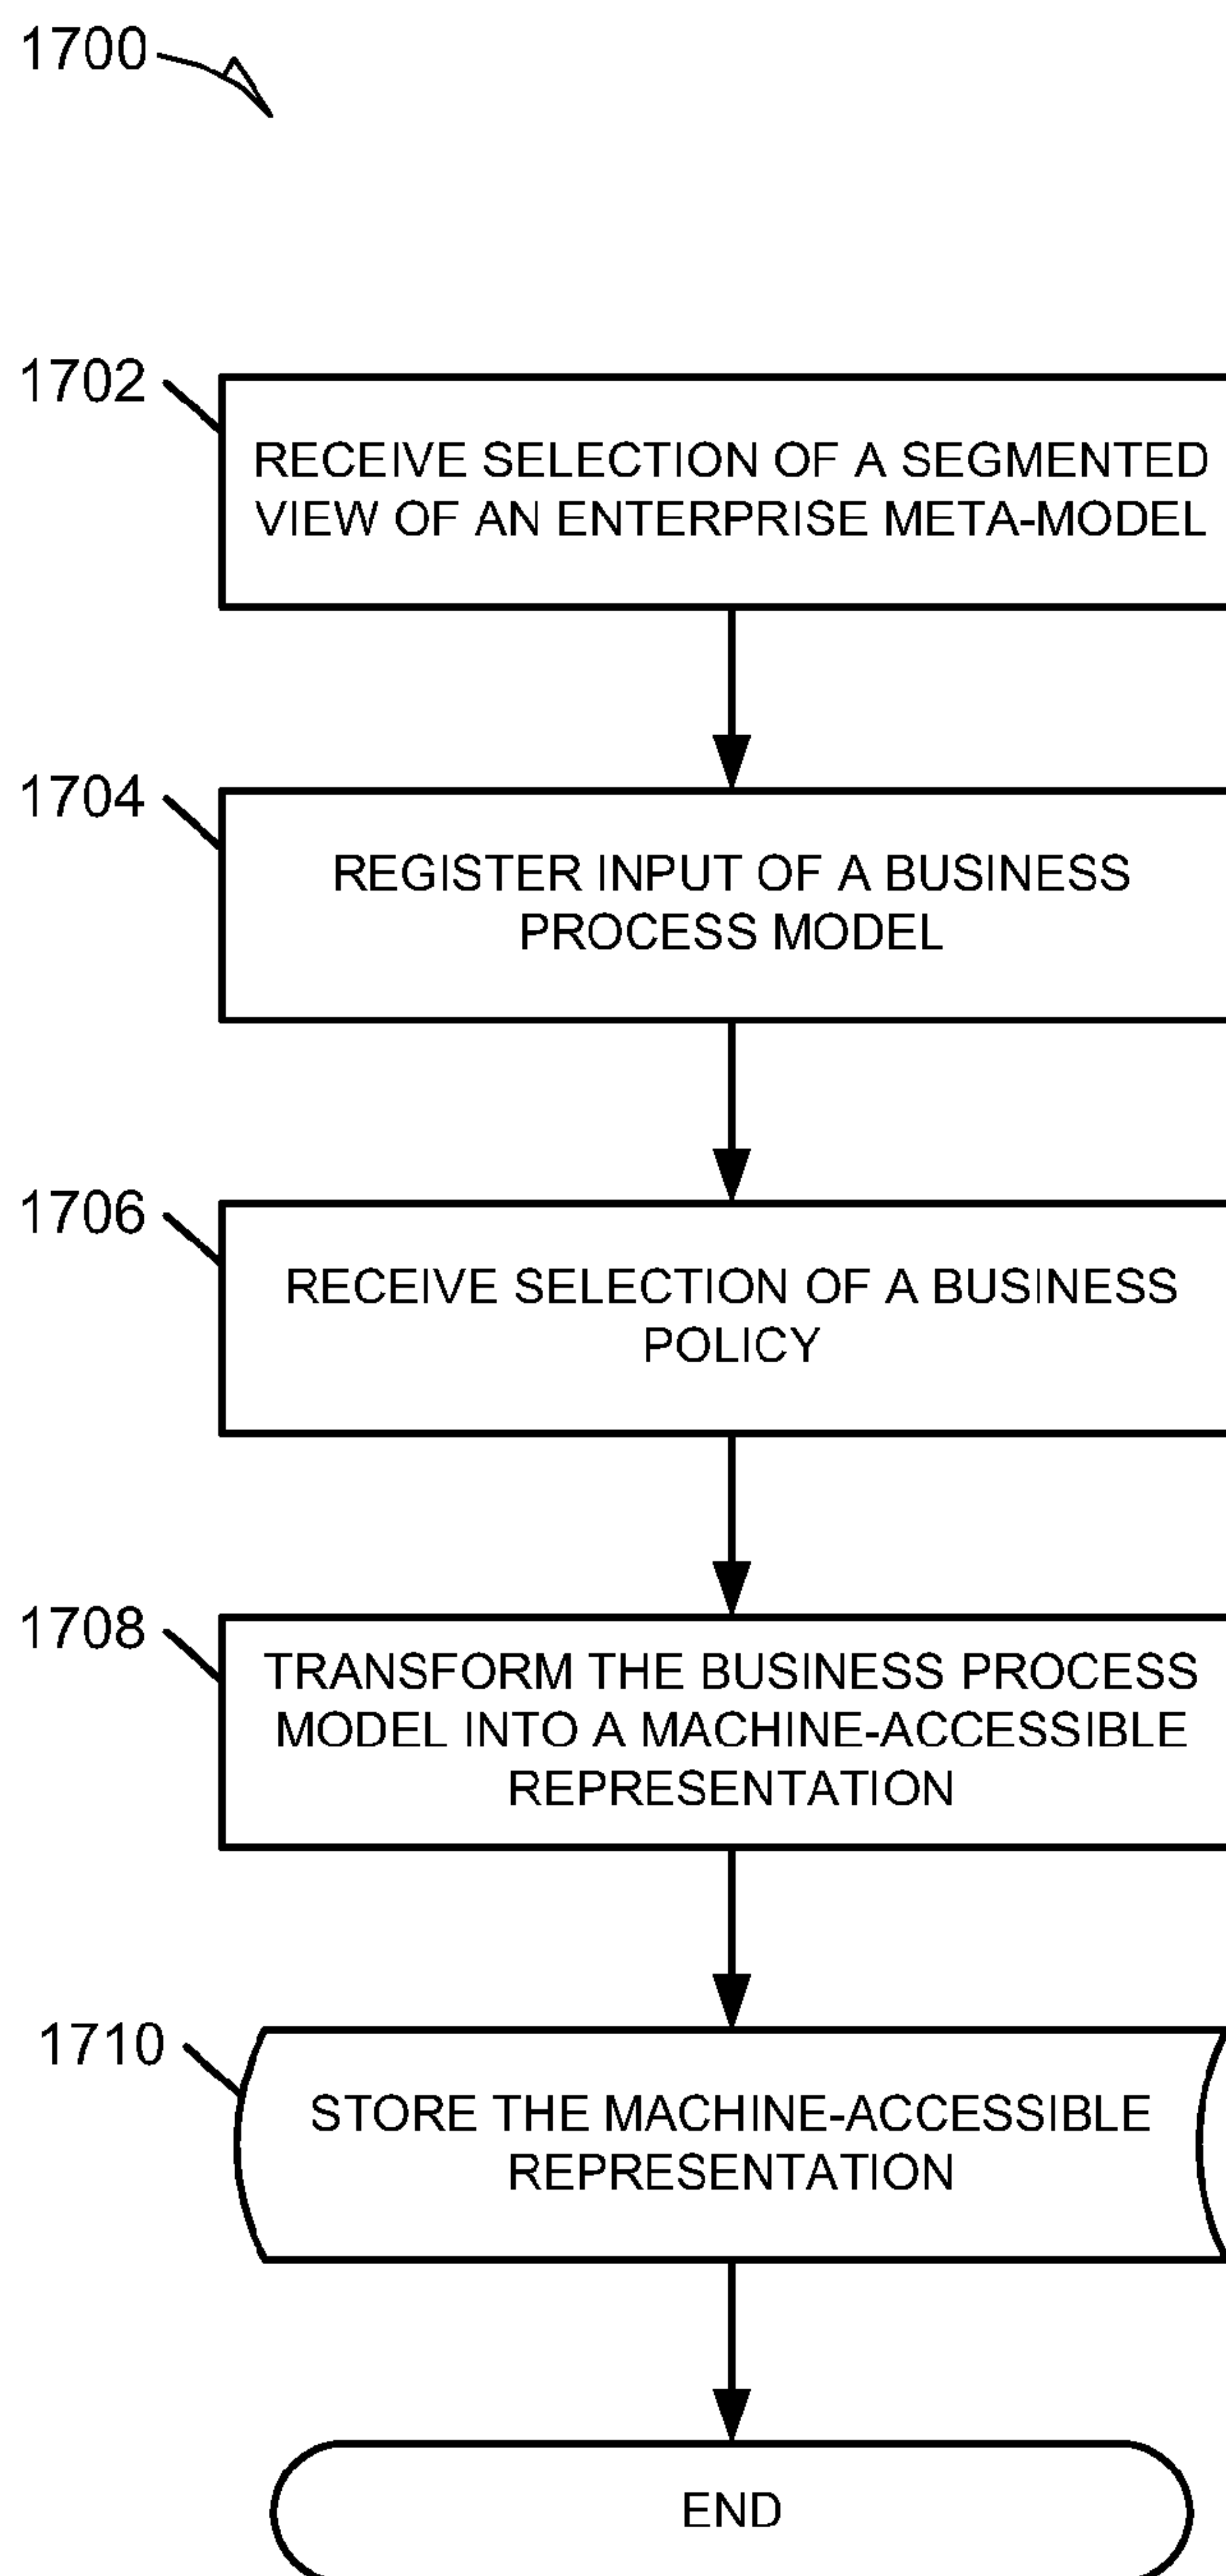 1700
1702
RECEIVE SELECTION OF A SEGMENTED
VIEW OF AN ENTERPRISE META-MODEL
1704
REGISTER INPUT OF A BUSINESS
PROCESS MODEL
1706
RECEIVE SELECTION OF A BUSINESS
POLICY
1708
TRANSFORM THE BUSINESS PROCESS
MODEL INTO A MACHINE-ACCESSIBLE
REPRESENTATION
1710
STORE THE MACHINE-ACCESSIBLE
REPRESENTATION
END